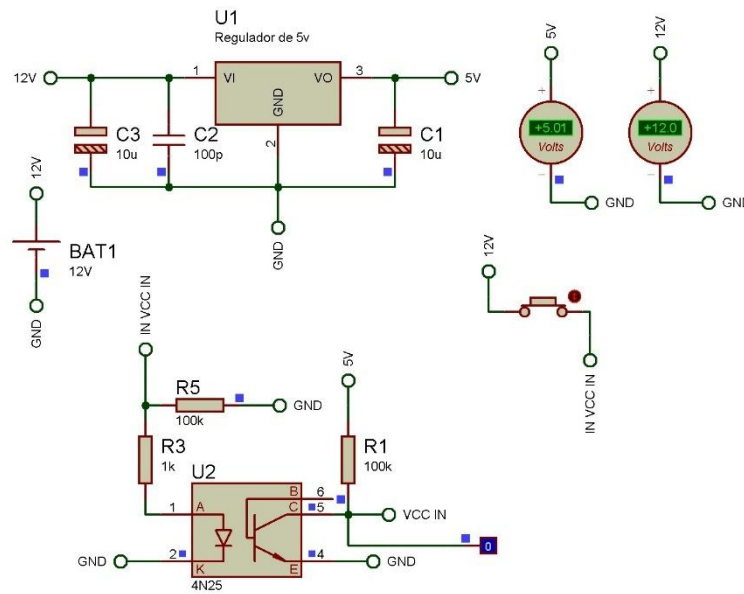 U1
Regulador de 5v
12V
1
VI
VO
3
5V
GND
2
C3
10u
C2
100p
C1
10u
GND
12V
BAT1
12V
GND
5V
+
+5.01
Volts
-
GND
12V
+
+12.0
Volts
-
GND
12V
IN VCC IN
IN VCC IN
R5
100k
GND
R3
1k
5V
R1
100k
U2
1
A
B
6
C
5
VCC IN
0
GND
2
K
E
4
GND
4N25